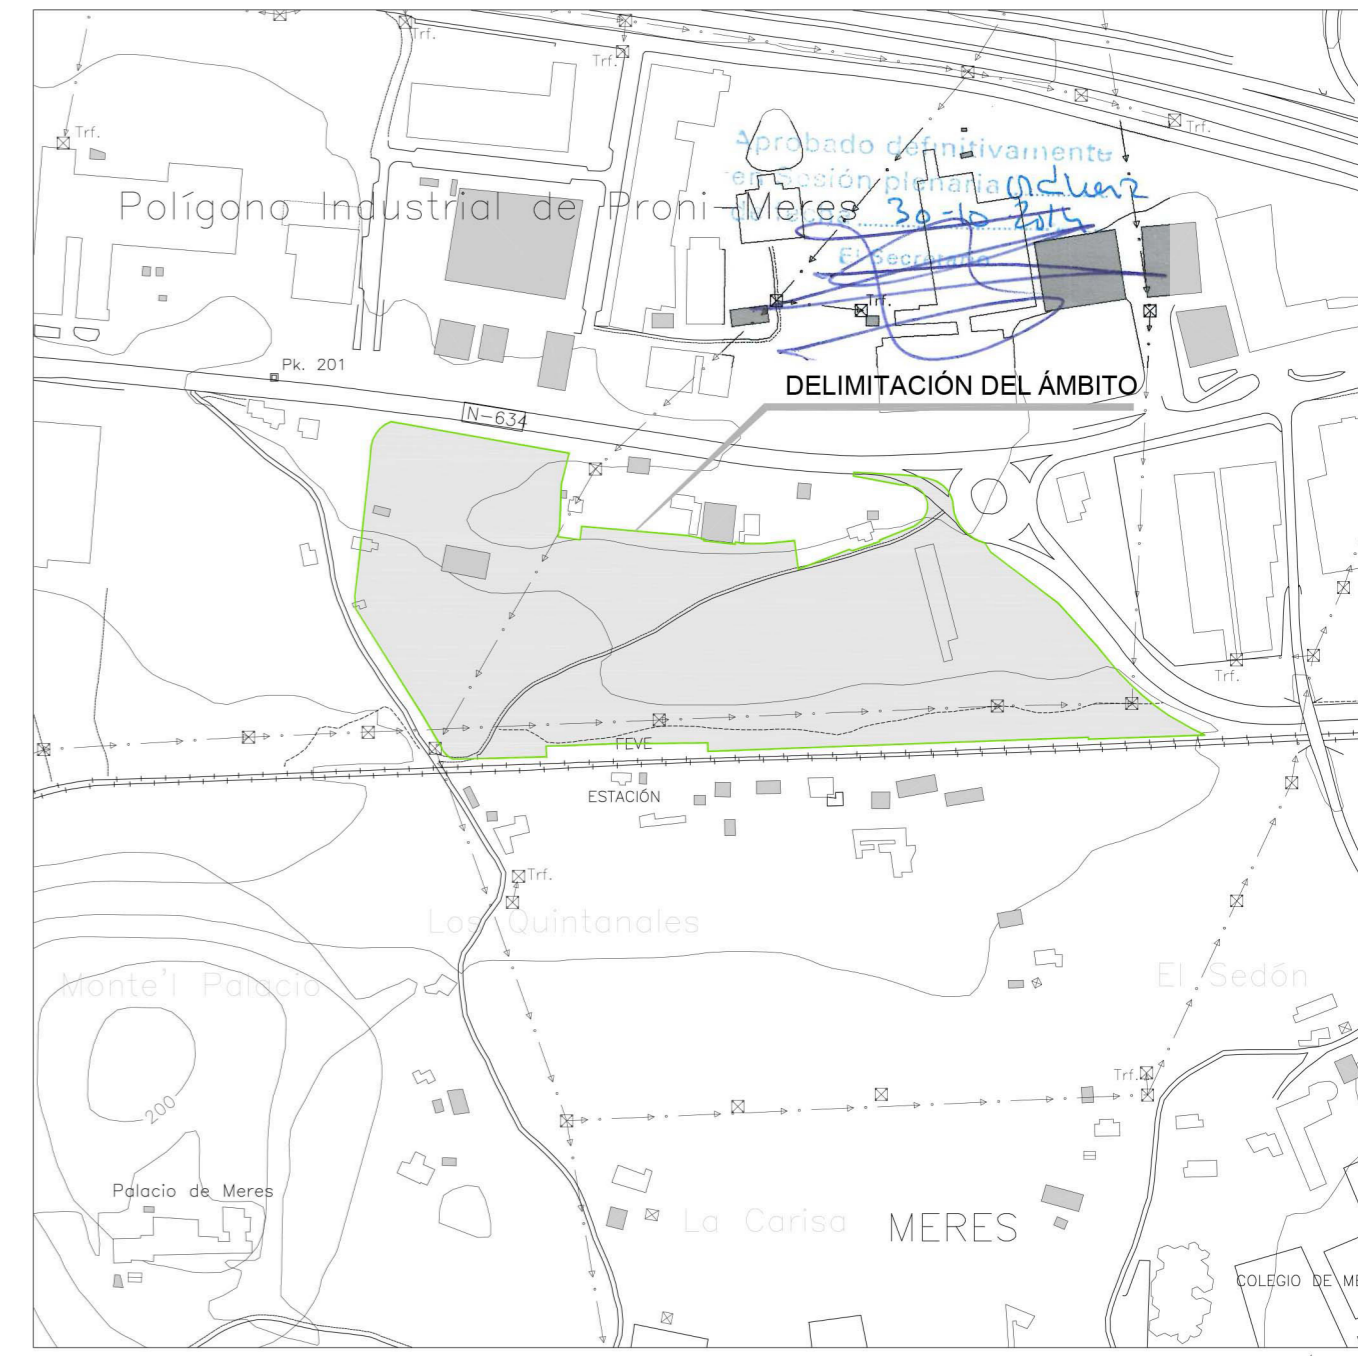 Trf.
Trf.
Trf.
Trf.
Aprobado definitivamente
en Sesión plenaria
de fecha 30-10-2014
El Secretario
Polígono Industrial de Proni-Meres
Trf.
Pk. 201
DELIMITACIÓN DEL ÁMBITO
N-634
Trf.
FEVE
ESTACIÓN
Trf.
Los Quintanales
Monte'l Palacio
El Sedón
Trf.
200
Palacio de Meres
La Carisa
MERES
COLEGIO DE ME